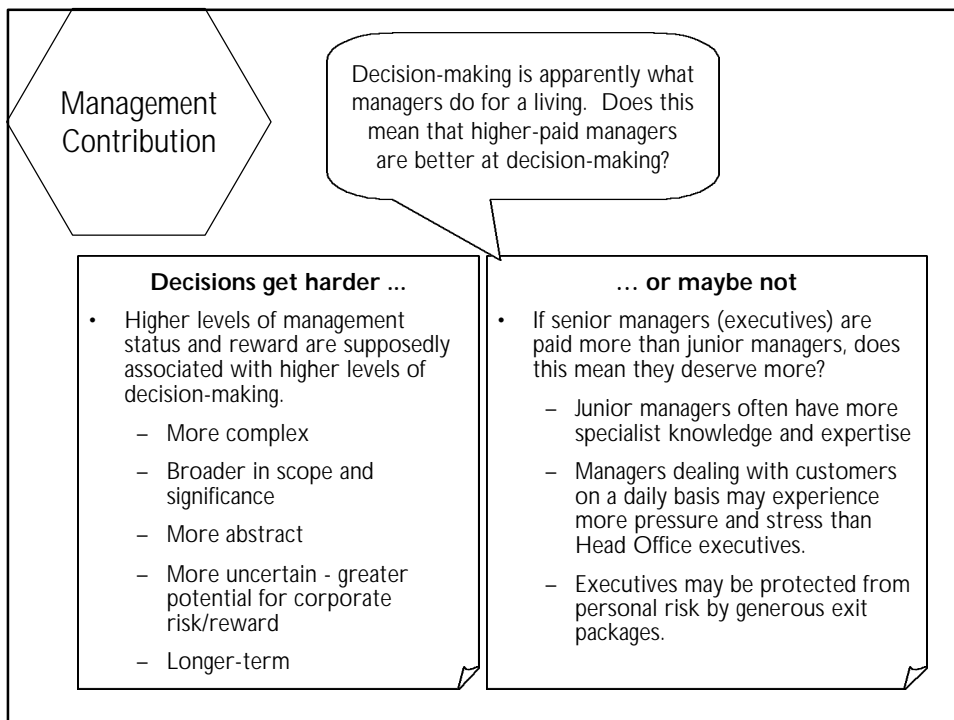 Management
Contribution
Decision-making is apparently what
managers do for a living.  Does this
mean that higher-paid managers
are better at decision-making?
Decisions get harder ...
• Higher levels of management
status and reward are supposedly
associated with higher levels of
decision-making.
– More complex
– Broader in scope and
significance
– More abstract
– More uncertain - greater
potential for corporate
risk/reward
– Longer-term
… or maybe not
• If senior managers (executives) are
paid more than junior managers, does
this mean they deserve more?
– Junior managers often have more
specialist knowledge and expertise
– Managers dealing with customers
on a daily basis may experience
more pressure and stress than
Head Office executives.
– Executives may be protected from
personal risk by generous exit
packages.